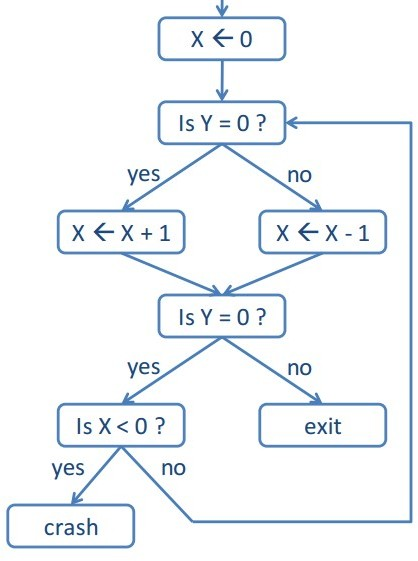 X ← 0
Is Y = 0 ?
yes
no
X ← X + 1
X ← X - 1
Is Y = 0 ?
yes
no
Is X < 0 ?
exit
yes
no
crash